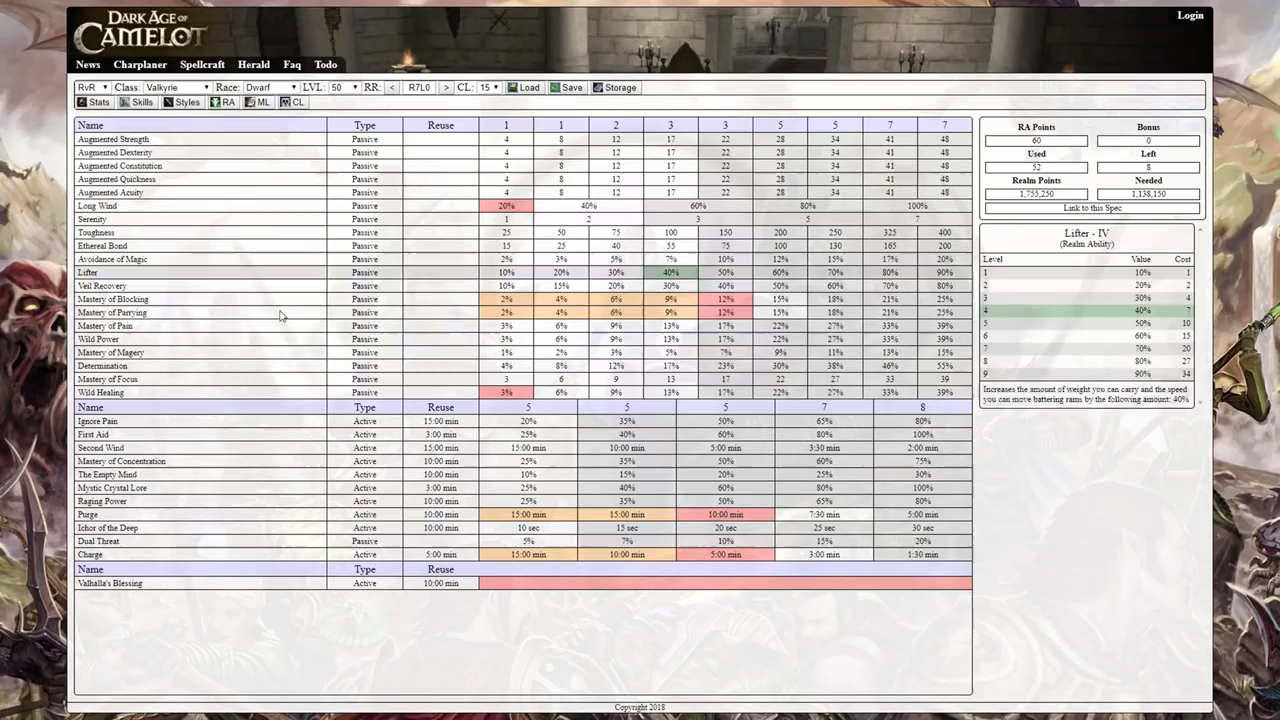 DARK AGE OF
CAMELOT
Login
News Charplaner Spellcraft Herald Faq Todo
RvR Class: Valkyrie Race: Dwarf LVL: 50 RR: < R7L0 > CL: 15 Load Save Storage
Stats Skills Styles RA ML CL
Name Type Reuse 1 1 2 3 3 5 5 7 7
Augmented Strength Passive 4 8 12 17 22 28 34 41 48
Augmented Dexterity Passive 4 8 12 17 22 28 34 41 48
Augmented Constitution Passive 4 8 12 17 22 28 34 41 48
Augmented Quickness Passive 4 8 12 17 22 28 34 41 48
Augmented Acuity Passive 4 8 12 17 22 28 34 41 48
Long Wind Passive 20% 40% 60% 80% 100%
Serenity Passive 1 2 3 5 7
Toughness Passive 25 50 75 100 150 200 250 325 400
Ethereal Bond Passive 15 25 40 55 75 100 130 165 200
Avoidance of Magic Passive 2% 3% 5% 7% 10% 12% 15% 17% 20%
Lifter Passive 10% 20% 30% 40% 50% 60% 70% 80% 90%
Veil Recovery Passive 10% 15% 20% 30% 40% 50% 60% 70% 80%
Mastery of Blocking Passive 2% 4% 6% 9% 12% 15% 18% 21% 25%
Mastery of Parrying Passive 2% 4% 6% 9% 12% 15% 18% 21% 25%
Mastery of Pain Passive 3% 6% 9% 13% 17% 22% 27% 33% 39%
Wild Power Passive 3% 6% 9% 13% 17% 22% 27% 33% 39%
Mastery of Magery Passive 1% 2% 3% 5% 7% 9% 11% 13% 15%
Determination Passive 4% 8% 12% 17% 23% 30% 38% 46% 55%
Mastery of Focus Passive 3 6 9 13 17 22 27 33 39
Wild Healing Passive 3% 6% 9% 13% 17% 22% 27% 33% 39%
Name Type Reuse 5 5 5 7 8
Ignore Pain Active 15:00 min 20% 35% 50% 65% 80%
First Aid Active 3:00 min 25% 40% 60% 80% 100%
Second Wind Active 15:00 min 15:00 min 10:00 min 5:00 min 3:30 min 2:00 min
Mastery of Concentration Active 10:00 min 25% 35% 50% 60% 75%
The Empty Mind Active 10:00 min 10% 15% 20% 25% 30%
Mystic Crystal Lore Active 3:00 min 25% 40% 60% 80% 100%
Raging Power Active 10:00 min 25% 35% 50% 65% 80%
Purge Active 10:00 min 15:00 min 15:00 min 10:00 min 7:30 min 5:00 min
Ichor of the Deep Active 10:00 min 10 sec 15 sec 20 sec 25 sec 30 sec
Dual Threat Passive 5% 7% 10% 15% 20%
Charge Active 5:00 min 15:00 min 10:00 min 5:00 min 3:00 min 1:30 min
Name Type Reuse
Valhalla's Blessing Active 10:00 min
RA Points Bonus
60 0
Used Left
52 8
Realm Points Needed
1,755,250 1,138,150
Link to this Spec
Lifter - IV
(Realm Ability)
Level Value Cost
1 10% 1
2 20% 2
3 30% 4
4 40% 7
5 50% 10
6 60% 15
7 70% 20
8 80% 27
9 90% 34
Increases the amount of weight you can carry and the speed
you can move battering rams by the following amount: 40%
Copyright 2018